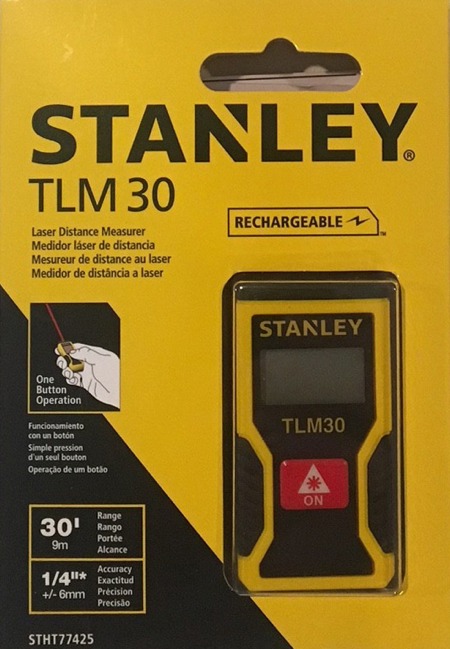 STANLEY®
TLM 30
Laser Distance Measurer
Medidor láser de distancia
Mesureur de distance au laser
Medidor de distância a laser
RECHARGEABLE
TM
STANLEY
TLM30
ON
One
Button
Operation
Funcionamiento
con un botón
Simple pression
d'un seul bouton
Operação de um botão
30'
9m
Range
Rango
Portée
Alcance
1/4"*
+/- 6mm
Accuracy
Exactitud
Précision
Precisão
STHT77425